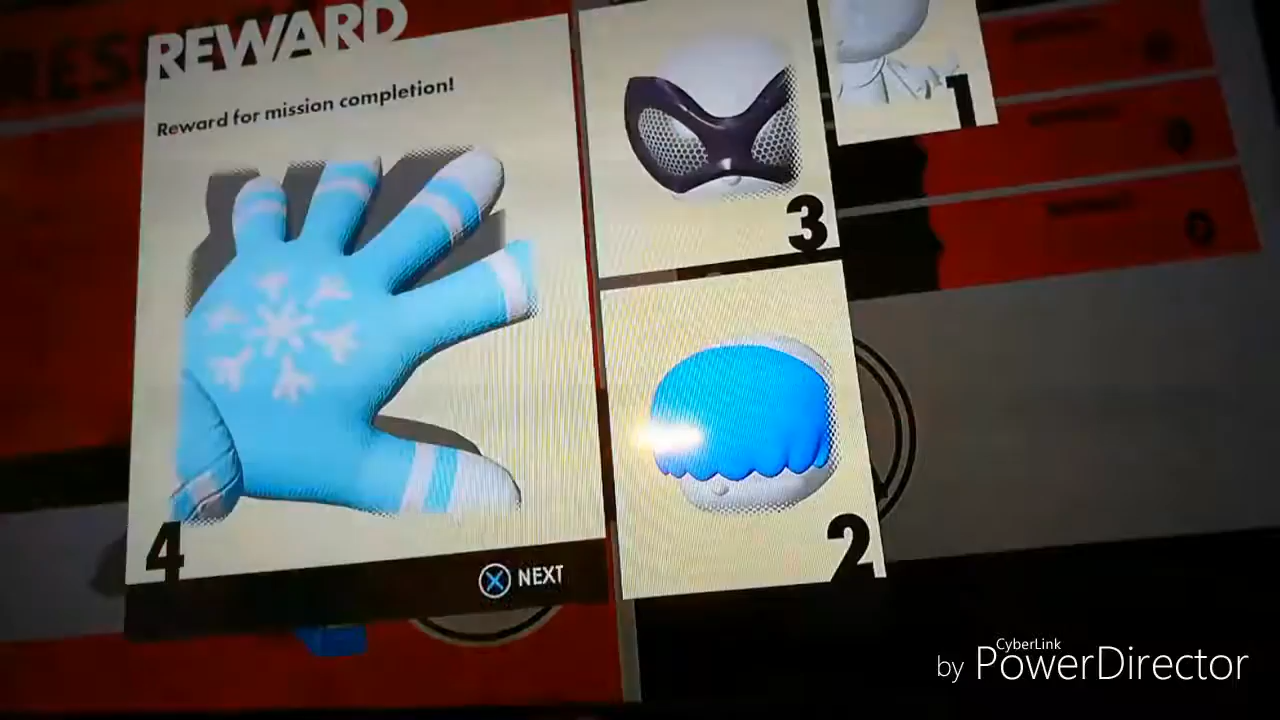 REWARD
Reward for mission completion!
4
NEXT
3
2
1
CyberLink
by PowerDirector